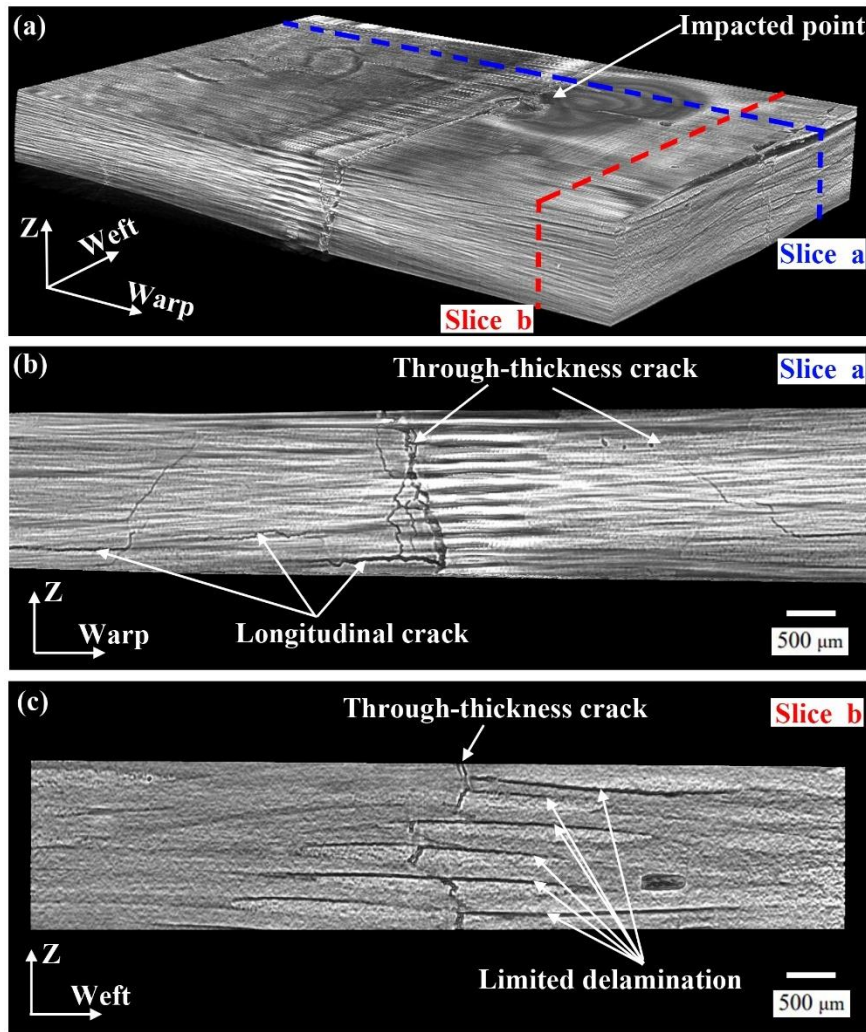 (a)
Impacted point
Z
Weft
Warp
Slice a
Slice b
(b)
Through-thickness crack
Slice a
Z
Warp
Longitudinal crack
500 μm
(c)
Through-thickness crack
Slice b
Z
Weft
Limited delamination
500 μm